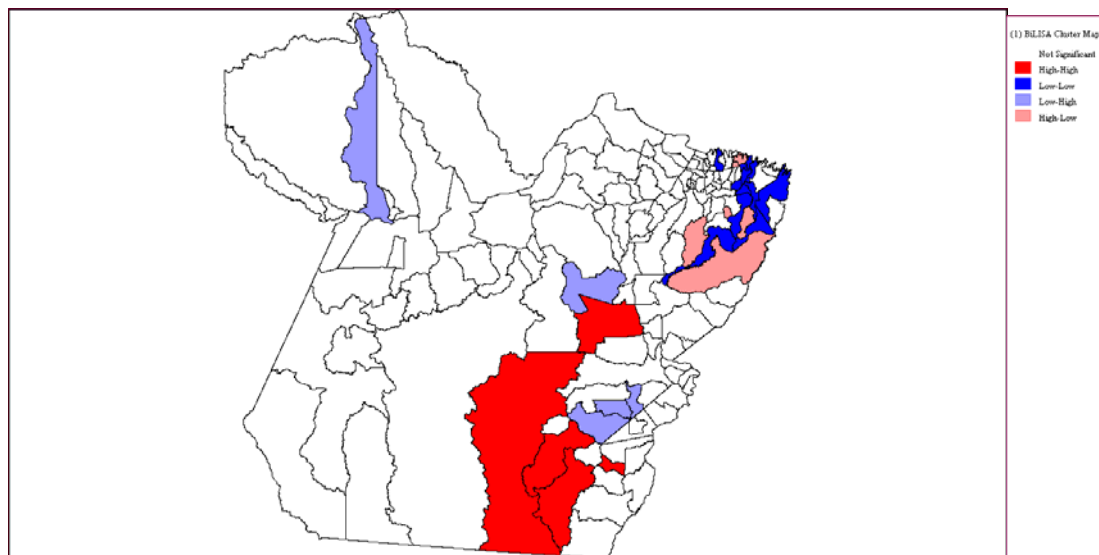 (1) BiLISA Cluster Map
Not Significant
High-High
Low-Low
Low-High
High-Low